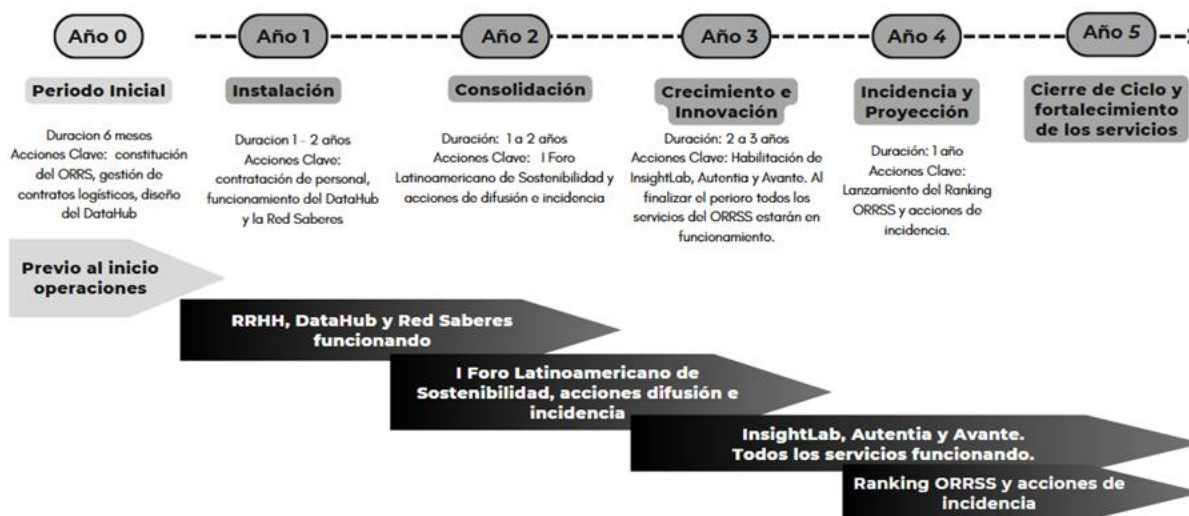 Año 0
Año 1
Año 2
Año 3
Año 4
Año 5
Periodo Inicial
Duracion 6 meses
Acciones Clave: constitución
del ORRS, gestión de
contratos logísticos, diseño
del DataHub
Instalación
Duracion 1 - 2 años
Acciones Clave:
contratación de personal,
funcionamiento del DataHub
y la Red Saberes
Consolidación
Duración: 1 a 2 años
Acciones Clave: I Foro
Latinoamericano de Sostenibilidad y
acciones de difusión e incidencia
Crecimiento e
Innovación
Duración: 2 a 3 años
Acciones Clave: Habilitación de
InsightLab, Autentia y Avante. Al
finalizar el perioro todos los
servicios del ORRSS estarán en
funcionamiento.
Incidencia y
Proyección
Duración: 1 año
Acciones Clave:
Lanzamiento del Ranking
ORRSS y acciones de
incidencia.
Cierre de Ciclo y
fortalecimiento
de los servicios
Previo al inicio
operaciones
RRHH, DataHub y Red Saberes
funcionando
I Foro Latinoamericano de
Sostenibilidad, acciones difusión e
incidencia
InsightLab, Autentia y Avante.
Todos los servicios funcionando.
Ranking ORRSS y acciones de
incidencia